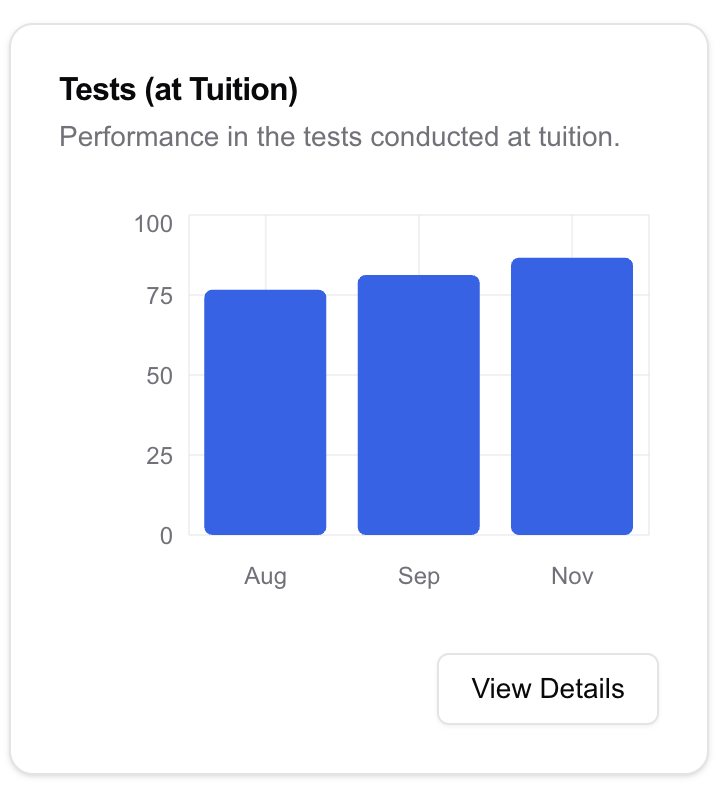 Tests (at Tuition)
Performance in the tests conducted at tuition.
100
75
50
25
0
Aug Sep Nov
View Details